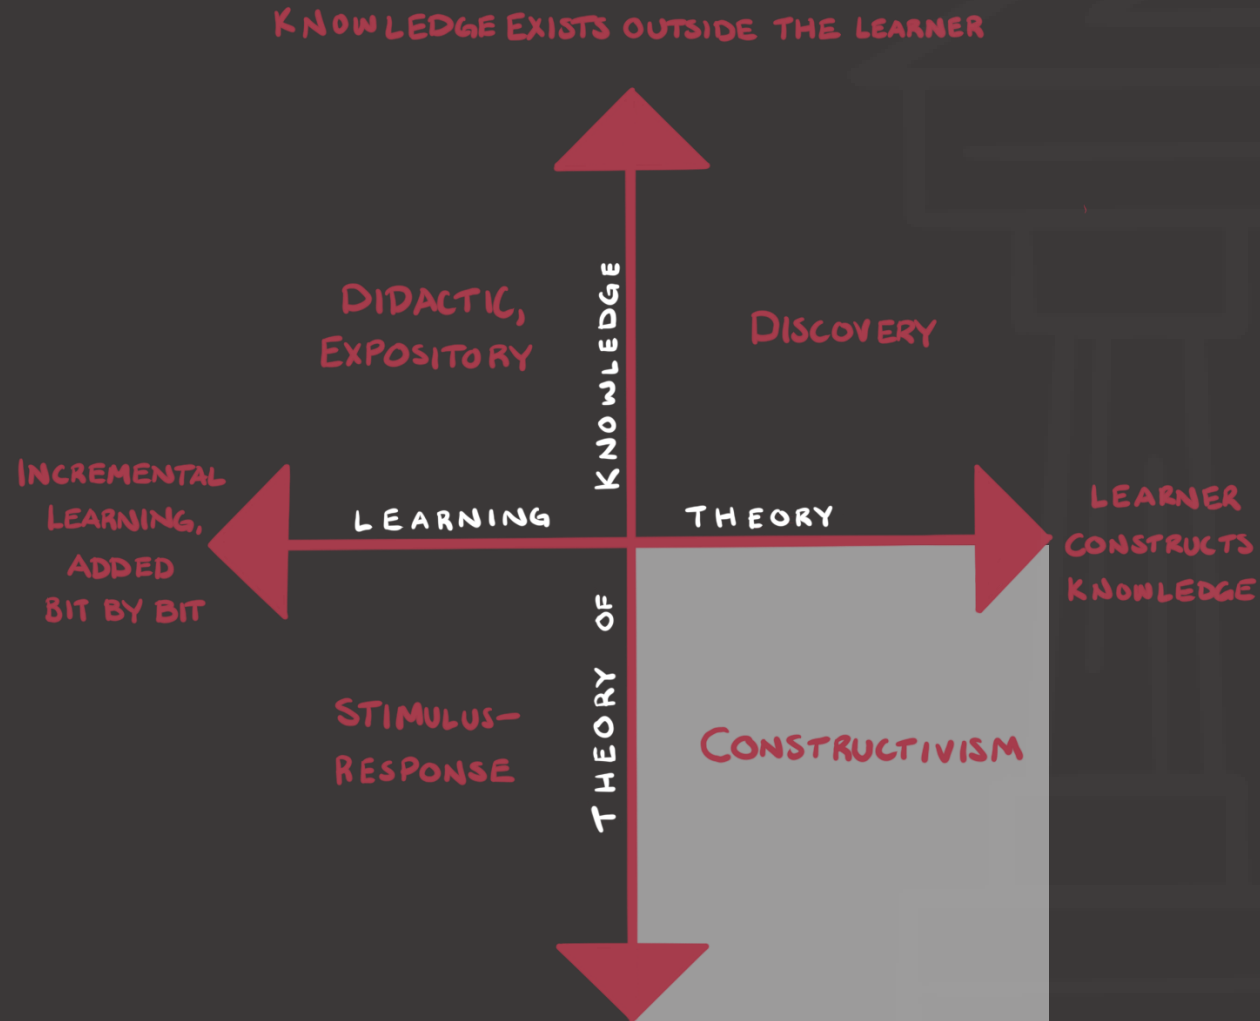 KNOWLEDGE EXISTS OUTSIDE THE LEARNER
DIDACTIC,
EXPOSITORY
DISCOVERY
THEORY OF KNOWLEDGE
INCREMENTAL
LEARNING,
ADDED
BIT BY BIT
LEARNING THEORY
LEARNER
CONSTRUCTS
KNOWLEDGE
STIMULUS-
RESPONSE
CONSTRUCTIVISM